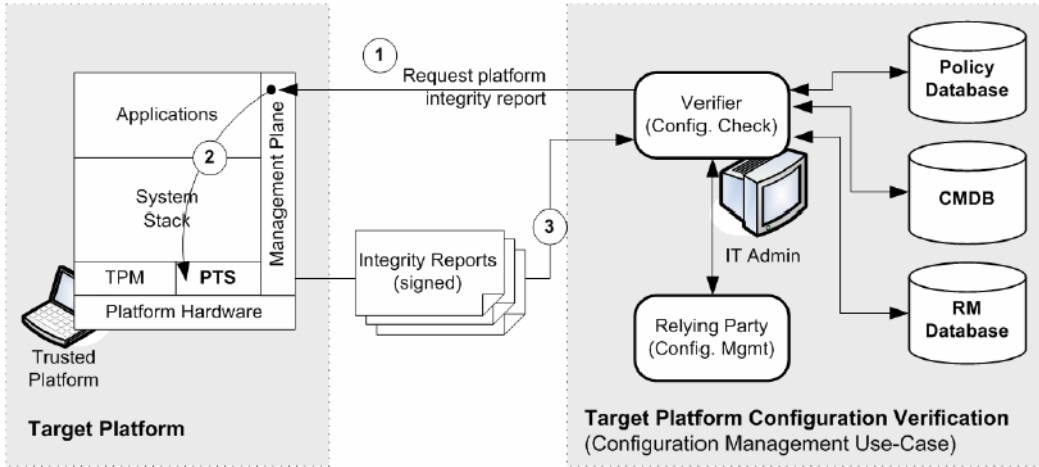 1
Request platform
integrity report
Applications
2
System
Stack
Management Plane
TPM
PTS
Platform Hardware
Trusted
Platform
Target Platform
Integrity Reports
(signed)
3
Verifier
(Config. Check)
IT Admin
Relying Party
(Config. Mgmt)
Policy
Database
CMDB
RM
Database
Target Platform Configuration Verification
(Configuration Management Use-Case)